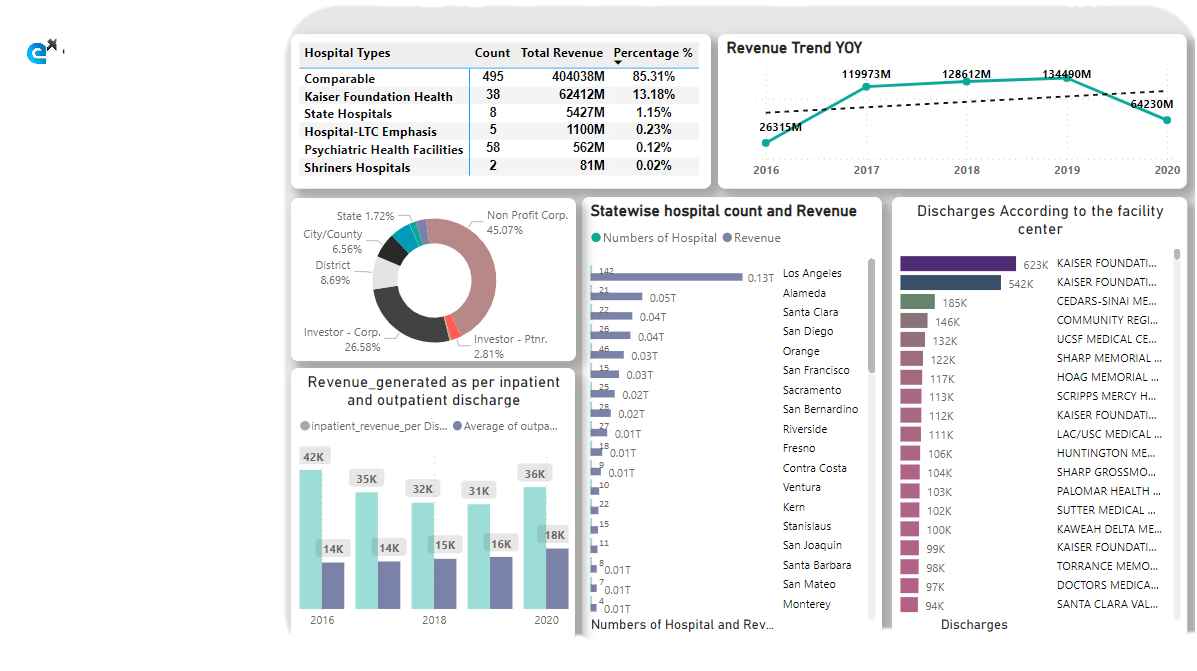 Hospital Types Count Total Revenue Percentage %
Comparable 495 404038M 85.31%
Kaiser Foundation Health 38 62412M 13.18%
State Hospitals 8 5427M 1.15%
Hospital-LTC Emphasis 5 1100M 0.23%
Psychiatric Health Facilities 58 562M 0.12%
Shriners Hospitals 2 81M 0.02%
Revenue Trend YOY
26315M 119973M 128612M 134490M 64230M
2016 2017 2018 2019 2020
State 1.72%
Non Profit Corp.
45.07%
City/County
6.56%
District
8.69%
Investor - Corp.
26.58%
Investor - Ptnr.
2.81%
Revenue_generated as per inpatient
and outpatient discharge
inpatient_revenue_per Dis... Average of outpa...
42K 35K 32K 31K 36K
14K 14K 15K 16K 18K
2016 2018 2020
Statewise hospital count and Revenue
Numbers of Hospital Revenue
142 0.13T Los Angeles
21 0.05T Alameda
22 0.04T Santa Clara
26 0.04T San Diego
46 0.03T Orange
15 0.03T San Francisco
25 0.02T Sacramento
28 0.02T San Bernardino
27 0.01T Riverside
18 0.01T Fresno
9 0.01T Contra Costa
10 Ventura
22 Kern
15 Stanislaus
11 San Joaquin
8 0.01T Santa Barbara
7 0.01T San Mateo
4 0.01T Monterey
Numbers of Hospital and Rev...
Discharges According to the facility
center
623K KAISER FOUNDATI...
542K KAISER FOUNDATI...
185K CEDARS-SINAI ME...
146K COMMUNITY REGI...
132K UCSF MEDICAL CE...
122K SHARP MEMORIAL ...
117K HOAG MEMORIAL ...
113K SCRIPPS MERCY H...
112K KAISER FOUNDATI...
111K LAC/USC MEDICAL ...
106K HUNTINGTON ME...
104K SHARP GROSSMO...
103K PALOMAR HEALTH ...
102K SUTTER MEDICAL ...
100K KAWEAH DELTA ME...
99K KAISER FOUNDATI...
98K TORRANCE MEMO...
97K DOCTORS MEDICA...
94K SANTA CLARA VAL...
Discharges